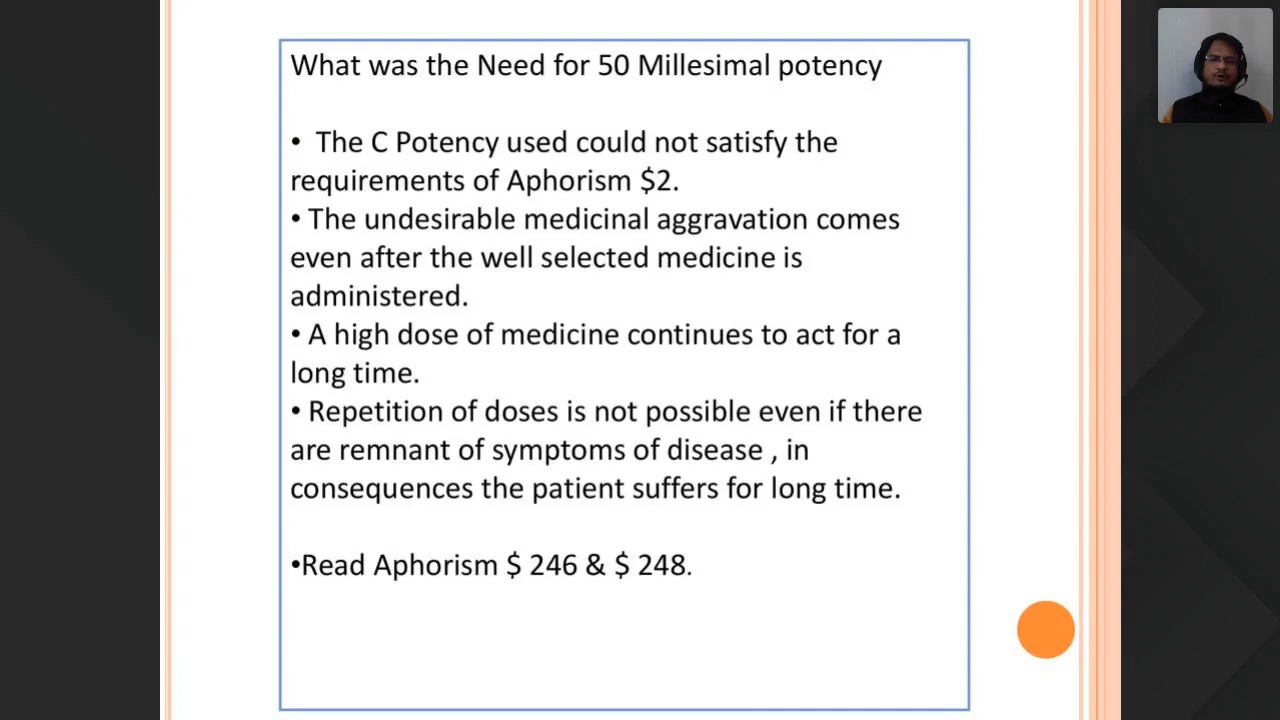 What was the Need for 50 Millesimal potency
• The C Potency used could not satisfy the
requirements of Aphorism $2.
• The undesirable medicinal aggravation comes
even after the well selected medicine is
administered.
• A high dose of medicine continues to act for a
long time.
• Repetition of doses is not possible even if there
are remnant of symptoms of disease , in
consequences the patient suffers for long time.
•Read Aphorism $ 246 & $ 248.